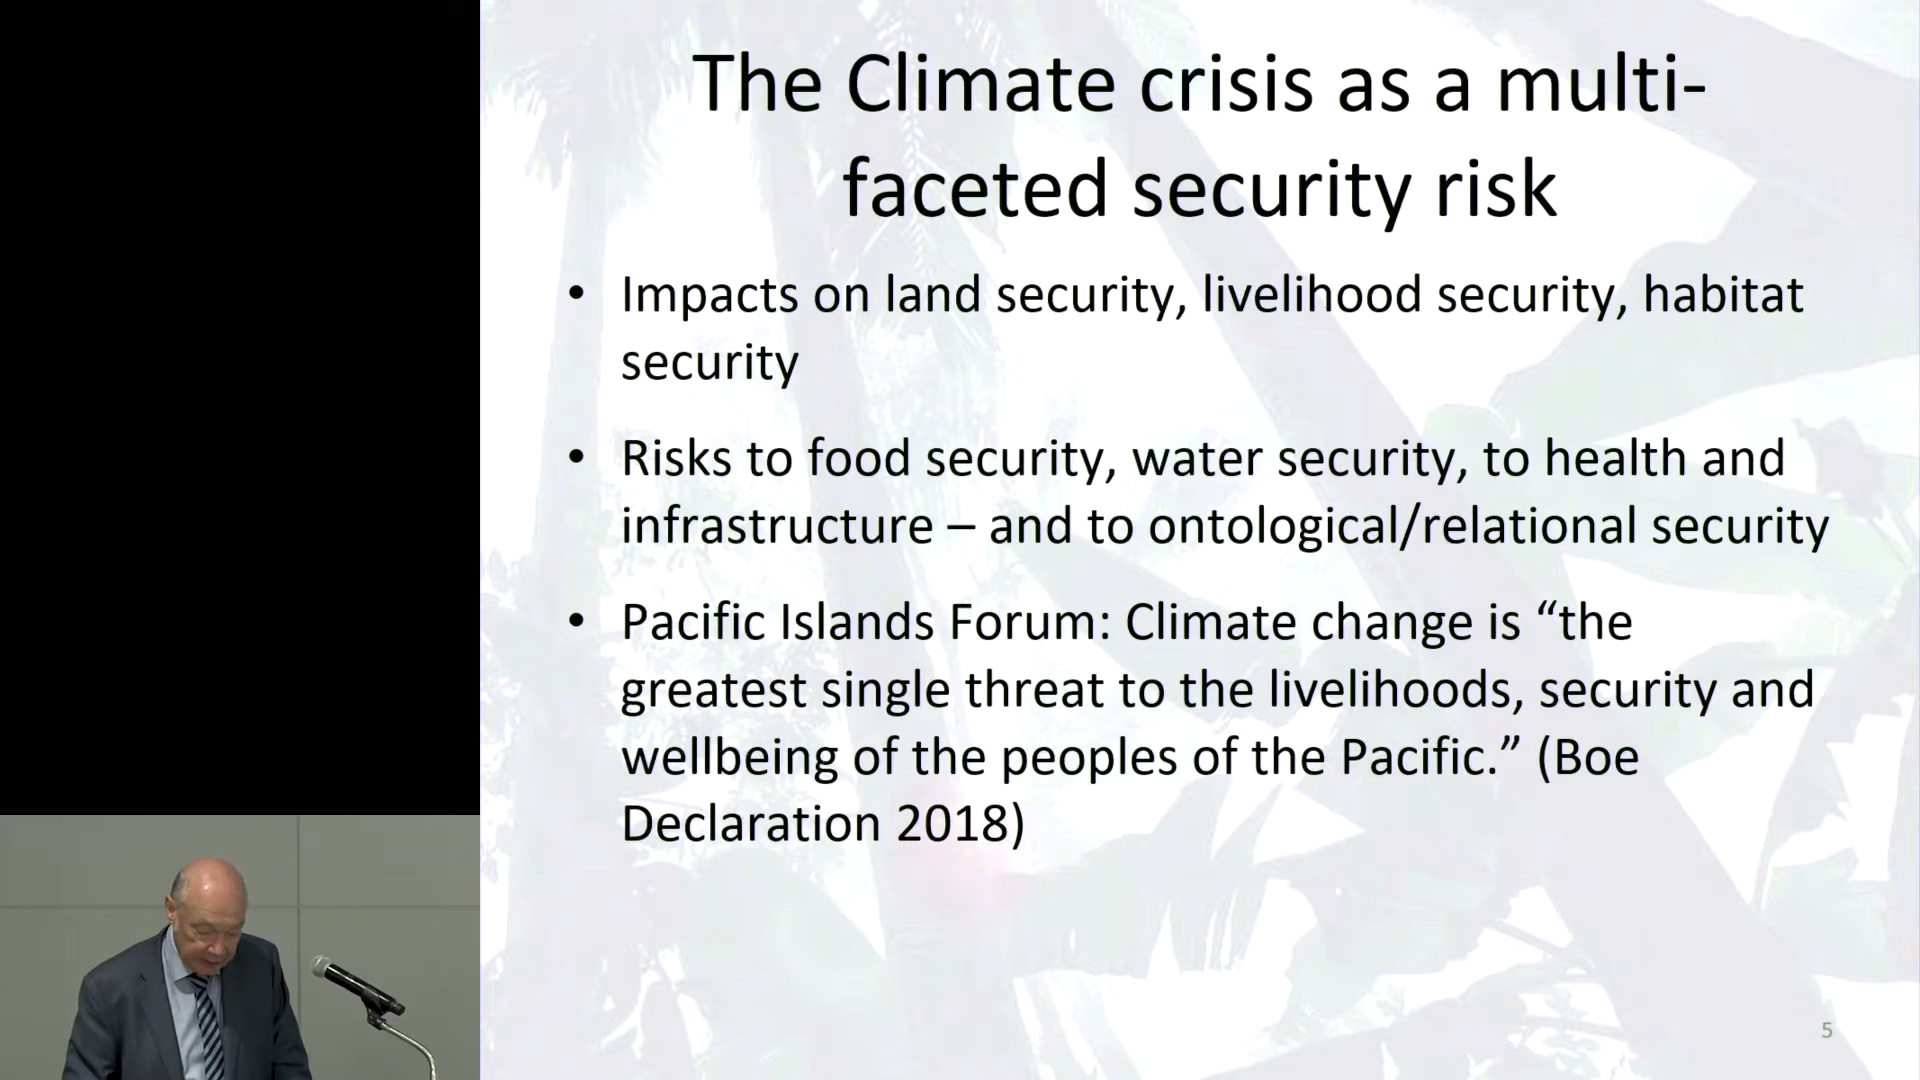 The Climate crisis as a multi-
faceted security risk
• Impacts on land security, livelihood security, habitat
security
• Risks to food security, water security, to health and
infrastructure – and to ontological/relational security
• Pacific Islands Forum: Climate change is “the
greatest single threat to the livelihoods, security and
wellbeing of the peoples of the Pacific.” (Boe
Declaration 2018)
5